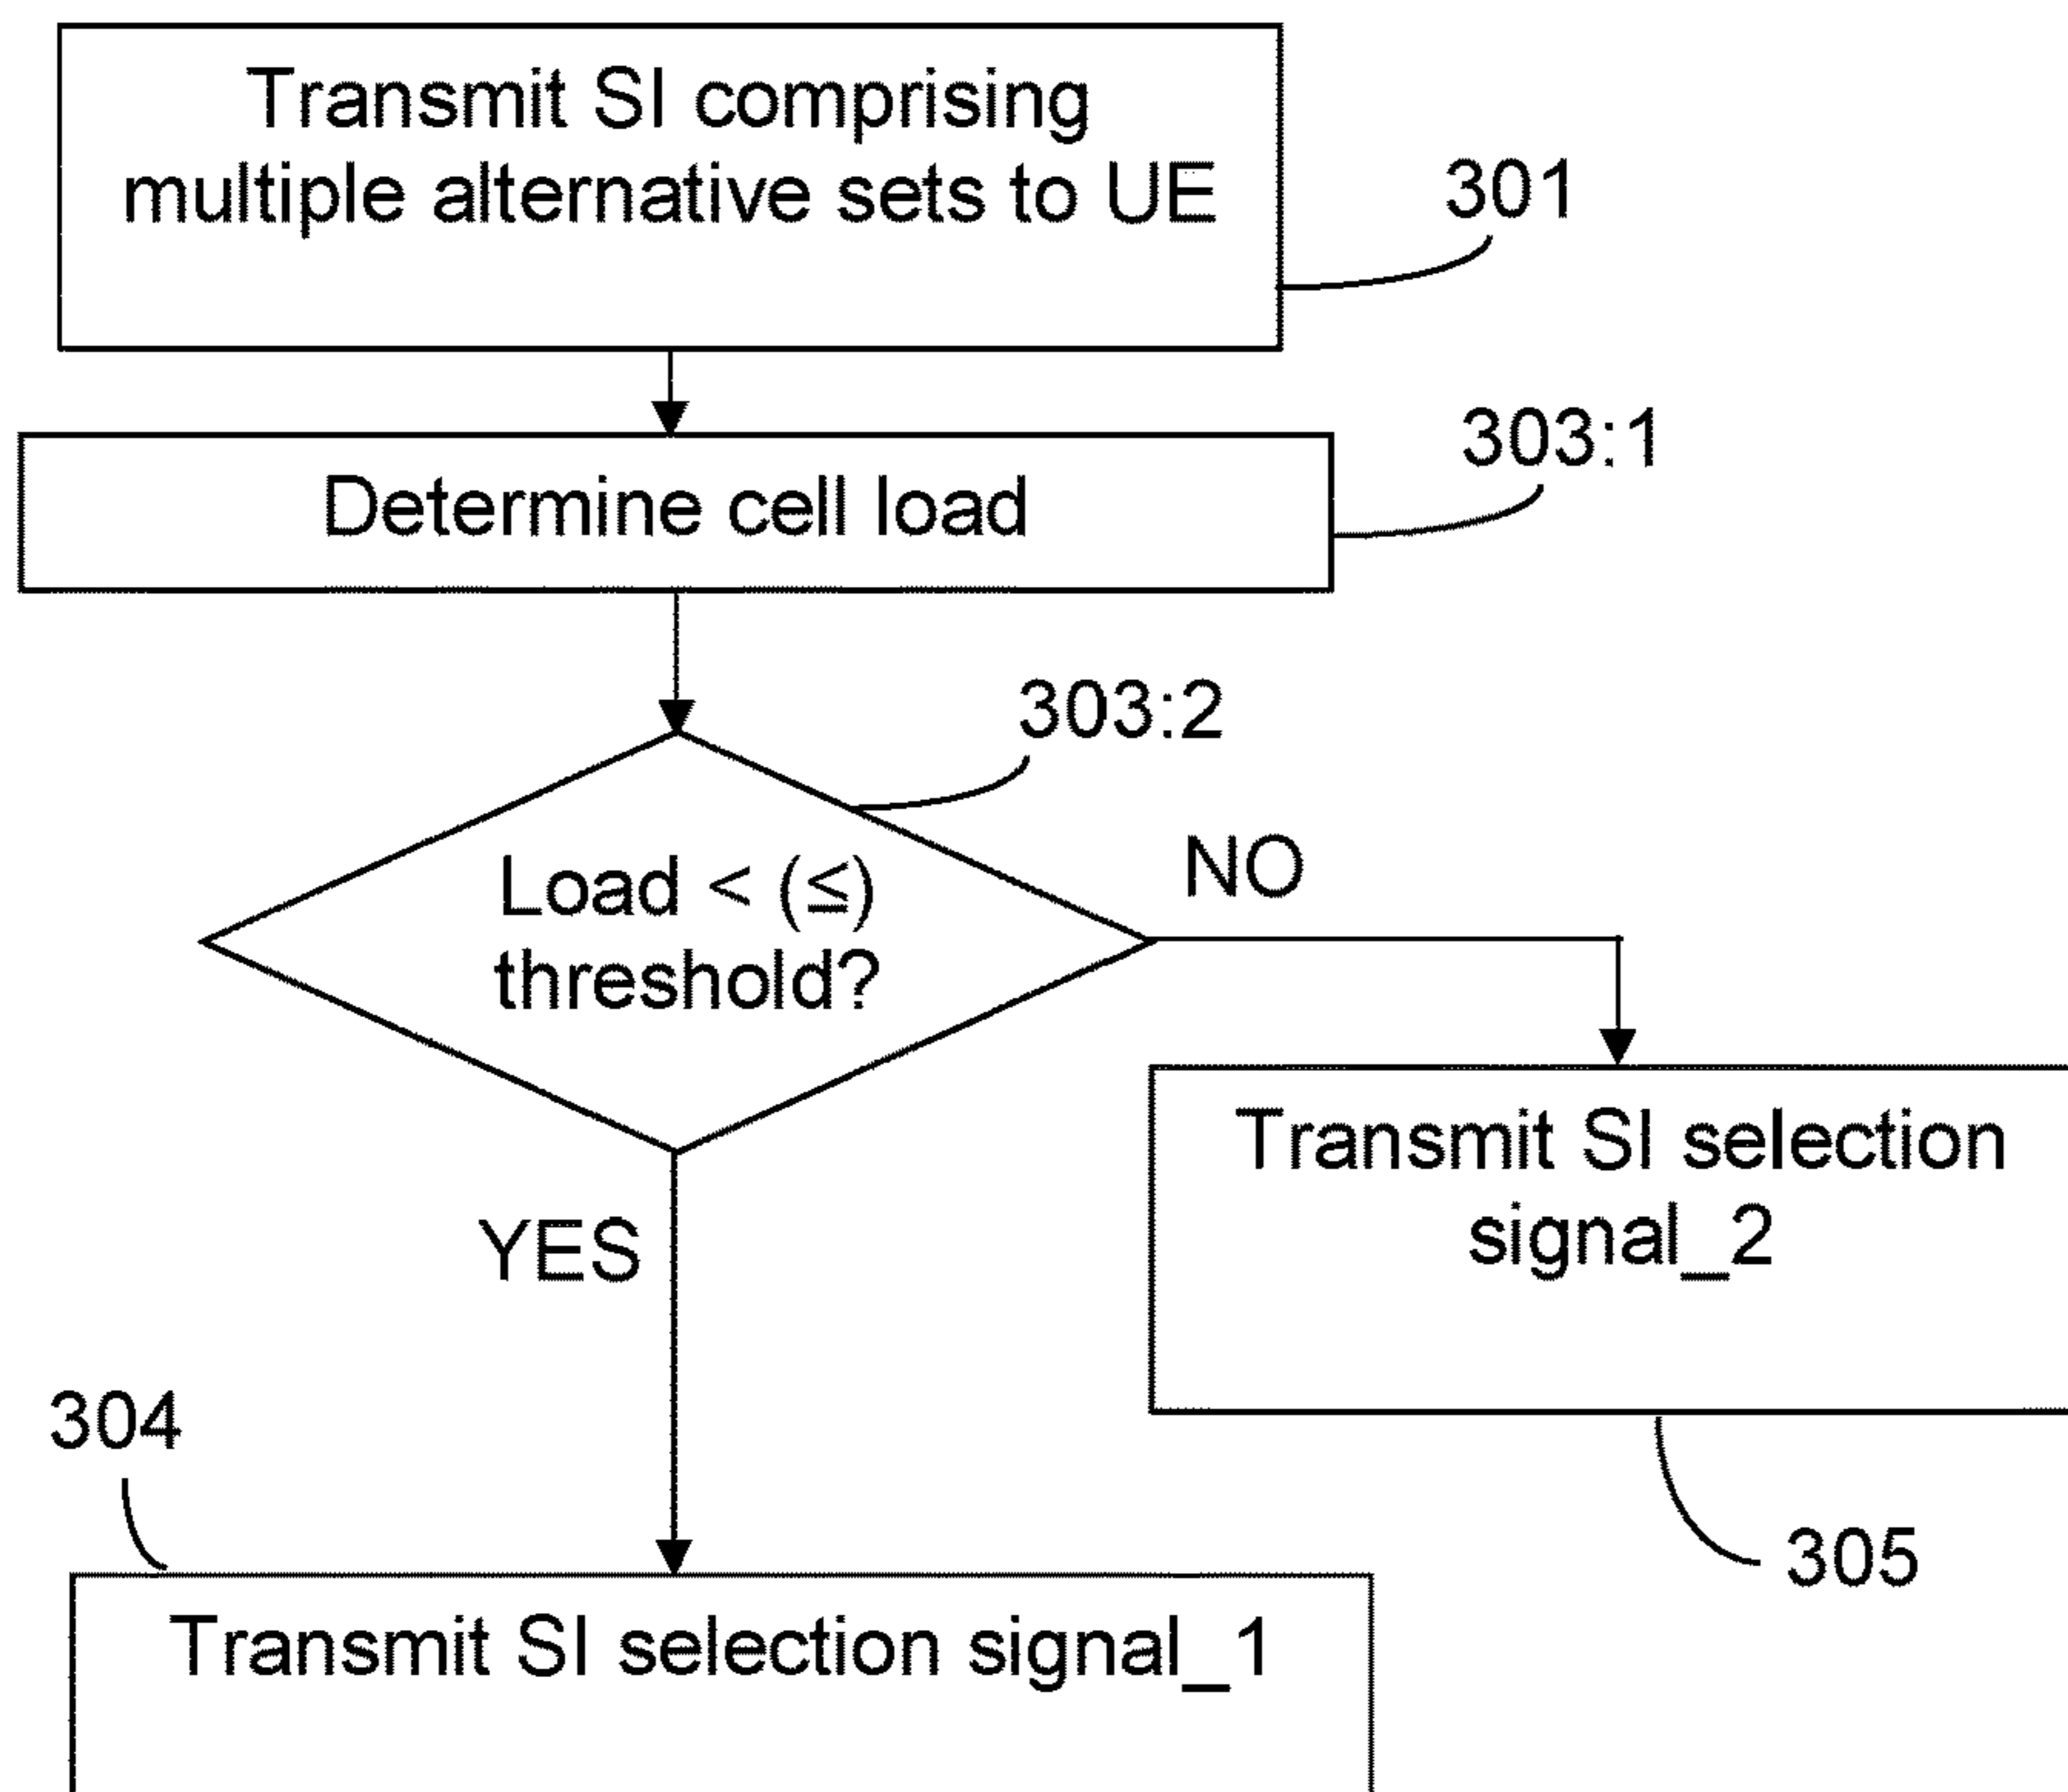 Transmit SI comprising
multiple alternative sets to UE
301
303:1
Determine cell load
303:2
Load < (≤)
threshold?
NO
Transmit SI selection
signal_2
YES
304
305
Transmit SI selection signal_1